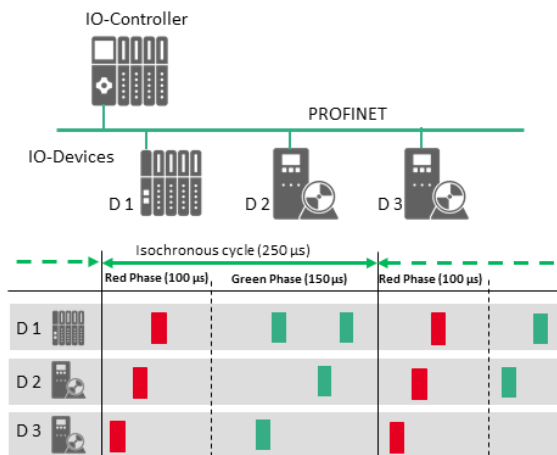 IO-Controller
PROFINET
IO-Devices
D 1
D 2
D 3
Isochronous cycle (250 µs)
Red Phase (100 µs) Green Phase (150 µs) Red Phase (100 µs)
D 1
D 2
D 3